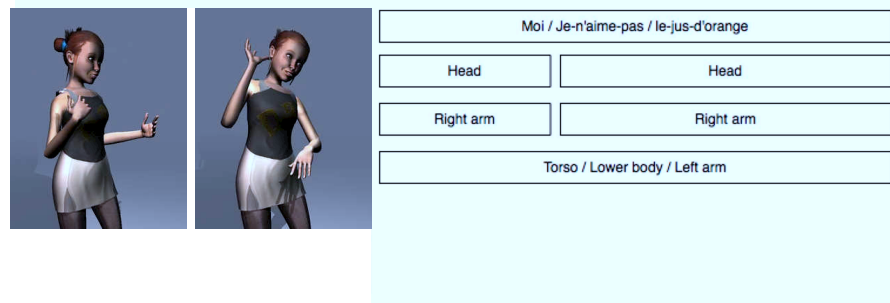 Moi / Je-n'aime-pas / le-jus-d'orange
Head Head
Right arm Right arm
Torso / Lower body / Left arm